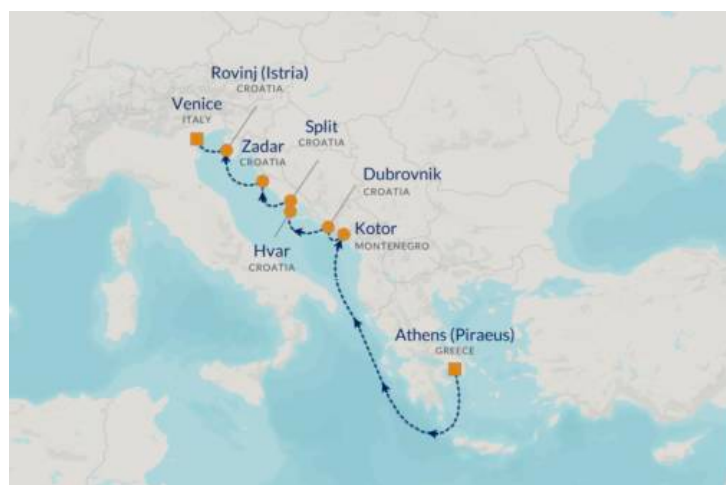 Rovinj (Istria)
CROATIA
Venice
ITALY
Split
CROATIA
Zadar
CROATIA
Dubrovnik
CROATIA
Kotor
MONTENEGRO
Hvar
CROATIA
Athens (Piraeus)
GREECE